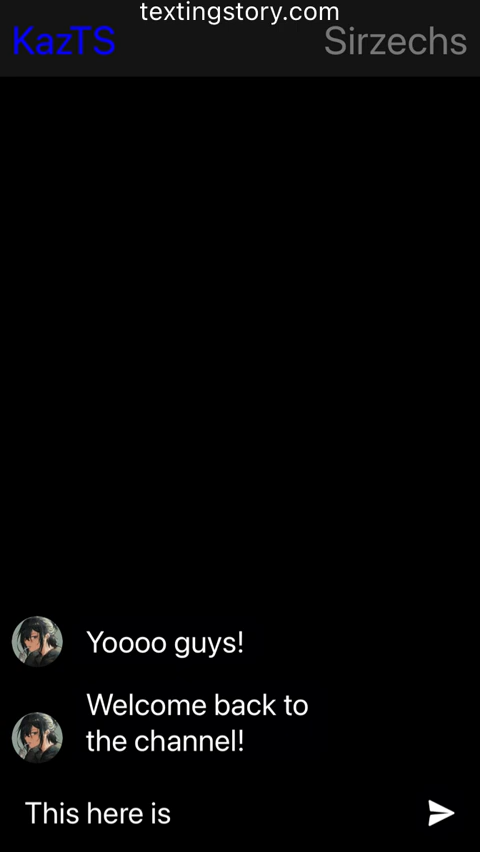 textingstory.com
KazTS
Sirzechs
Yoooo guys!
Welcome back to
the channel!
This here is